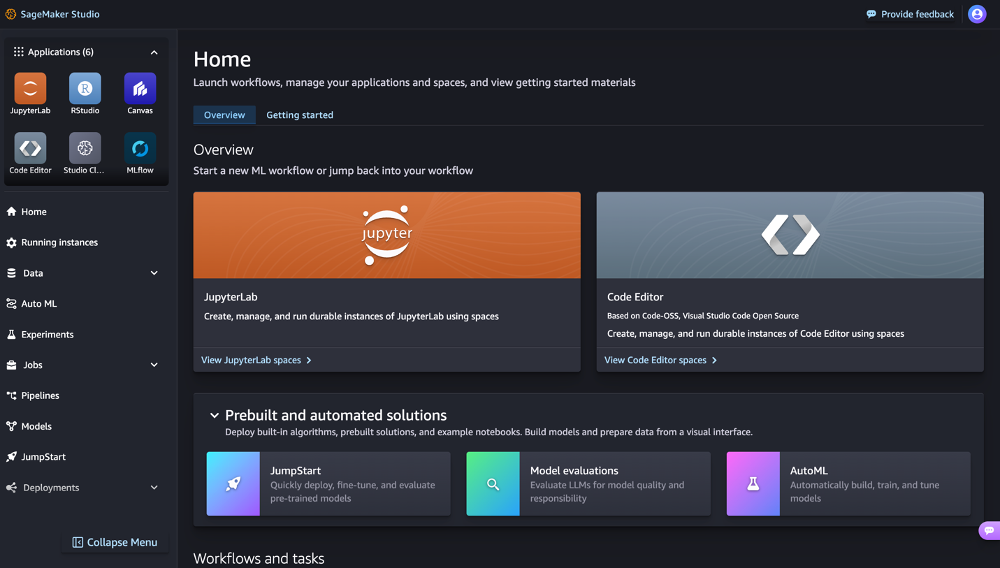 SageMaker Studio
Provide feedback
Applications (6)
JupyterLab
RStudio
R
Canvas
Code Editor
Studio Cl...
MLflow
Home
Running instances
Data
Auto ML
Experiments
Jobs
Pipelines
Models
JumpStart
Deployments
Collapse Menu
Home
Launch workflows, manage your applications and spaces, and view getting started materials
Overview
Getting started
Overview
Start a new ML workflow or jump back into your workflow
jupyter
JupyterLab
Create, manage, and run durable instances of JupyterLab using spaces
View JupyterLab spaces
Code Editor
Based on Code-OSS, Visual Studio Code Open Source
Create, manage, and run durable instances of Code Editor using spaces
View Code Editor spaces
Prebuilt and automated solutions
Deploy built-in algorithms, prebuilt solutions, and example notebooks. Build models and prepare data from a visual interface.
JumpStart
Quickly deploy, fine-tune, and evaluate
pre-trained models
Model evaluations
Evaluate LLMs for model quality and
responsibility
AutoML
Automatically build, train, and tune
models
Workflows and tasks